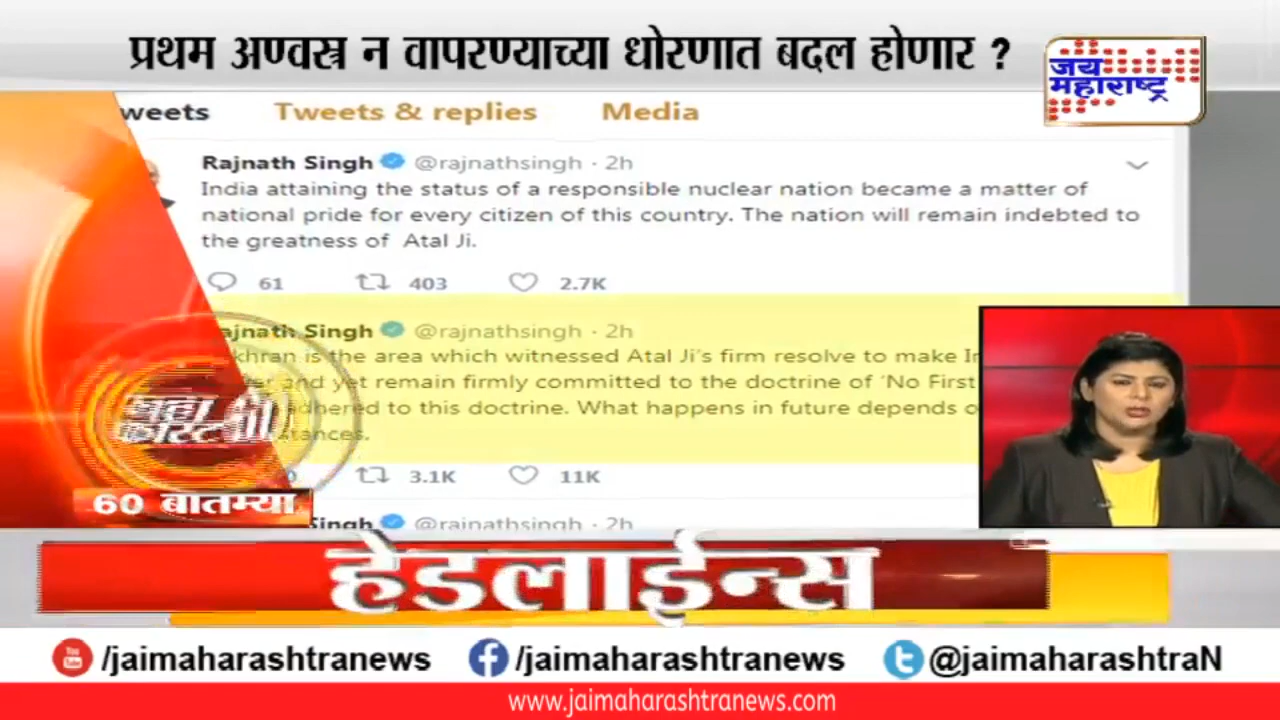 प्रथम अण्वस्त्र न वापरण्याच्या धोरणात बदल होणार ?
जय
महाराष्ट्र
weets Tweets & replies Media
Rajnath Singh @rajnathsingh · 2h
India attaining the status of a responsible nuclear nation became a matter of
national pride for every citizen of this country. The nation will remain indebted to
the greatness of Atal Ji.
61 403 2.7K
ajnath Singh @rajnathsingh · 2h
khran is the area which witnessed Atal Ji's firm resolve to make I
and yet remain firmly committed to the doctrine of 'No First
adhered to this doctrine. What happens in future depends o
stances.
0 3.1K 11K
Singh @rajnathsingh · 2h
60 बातम्या
हेडलाईन्स
/jaimaharashtranews /jaimaharashtranews @jaimaharashtraN
www.jaimaharashtranews.com